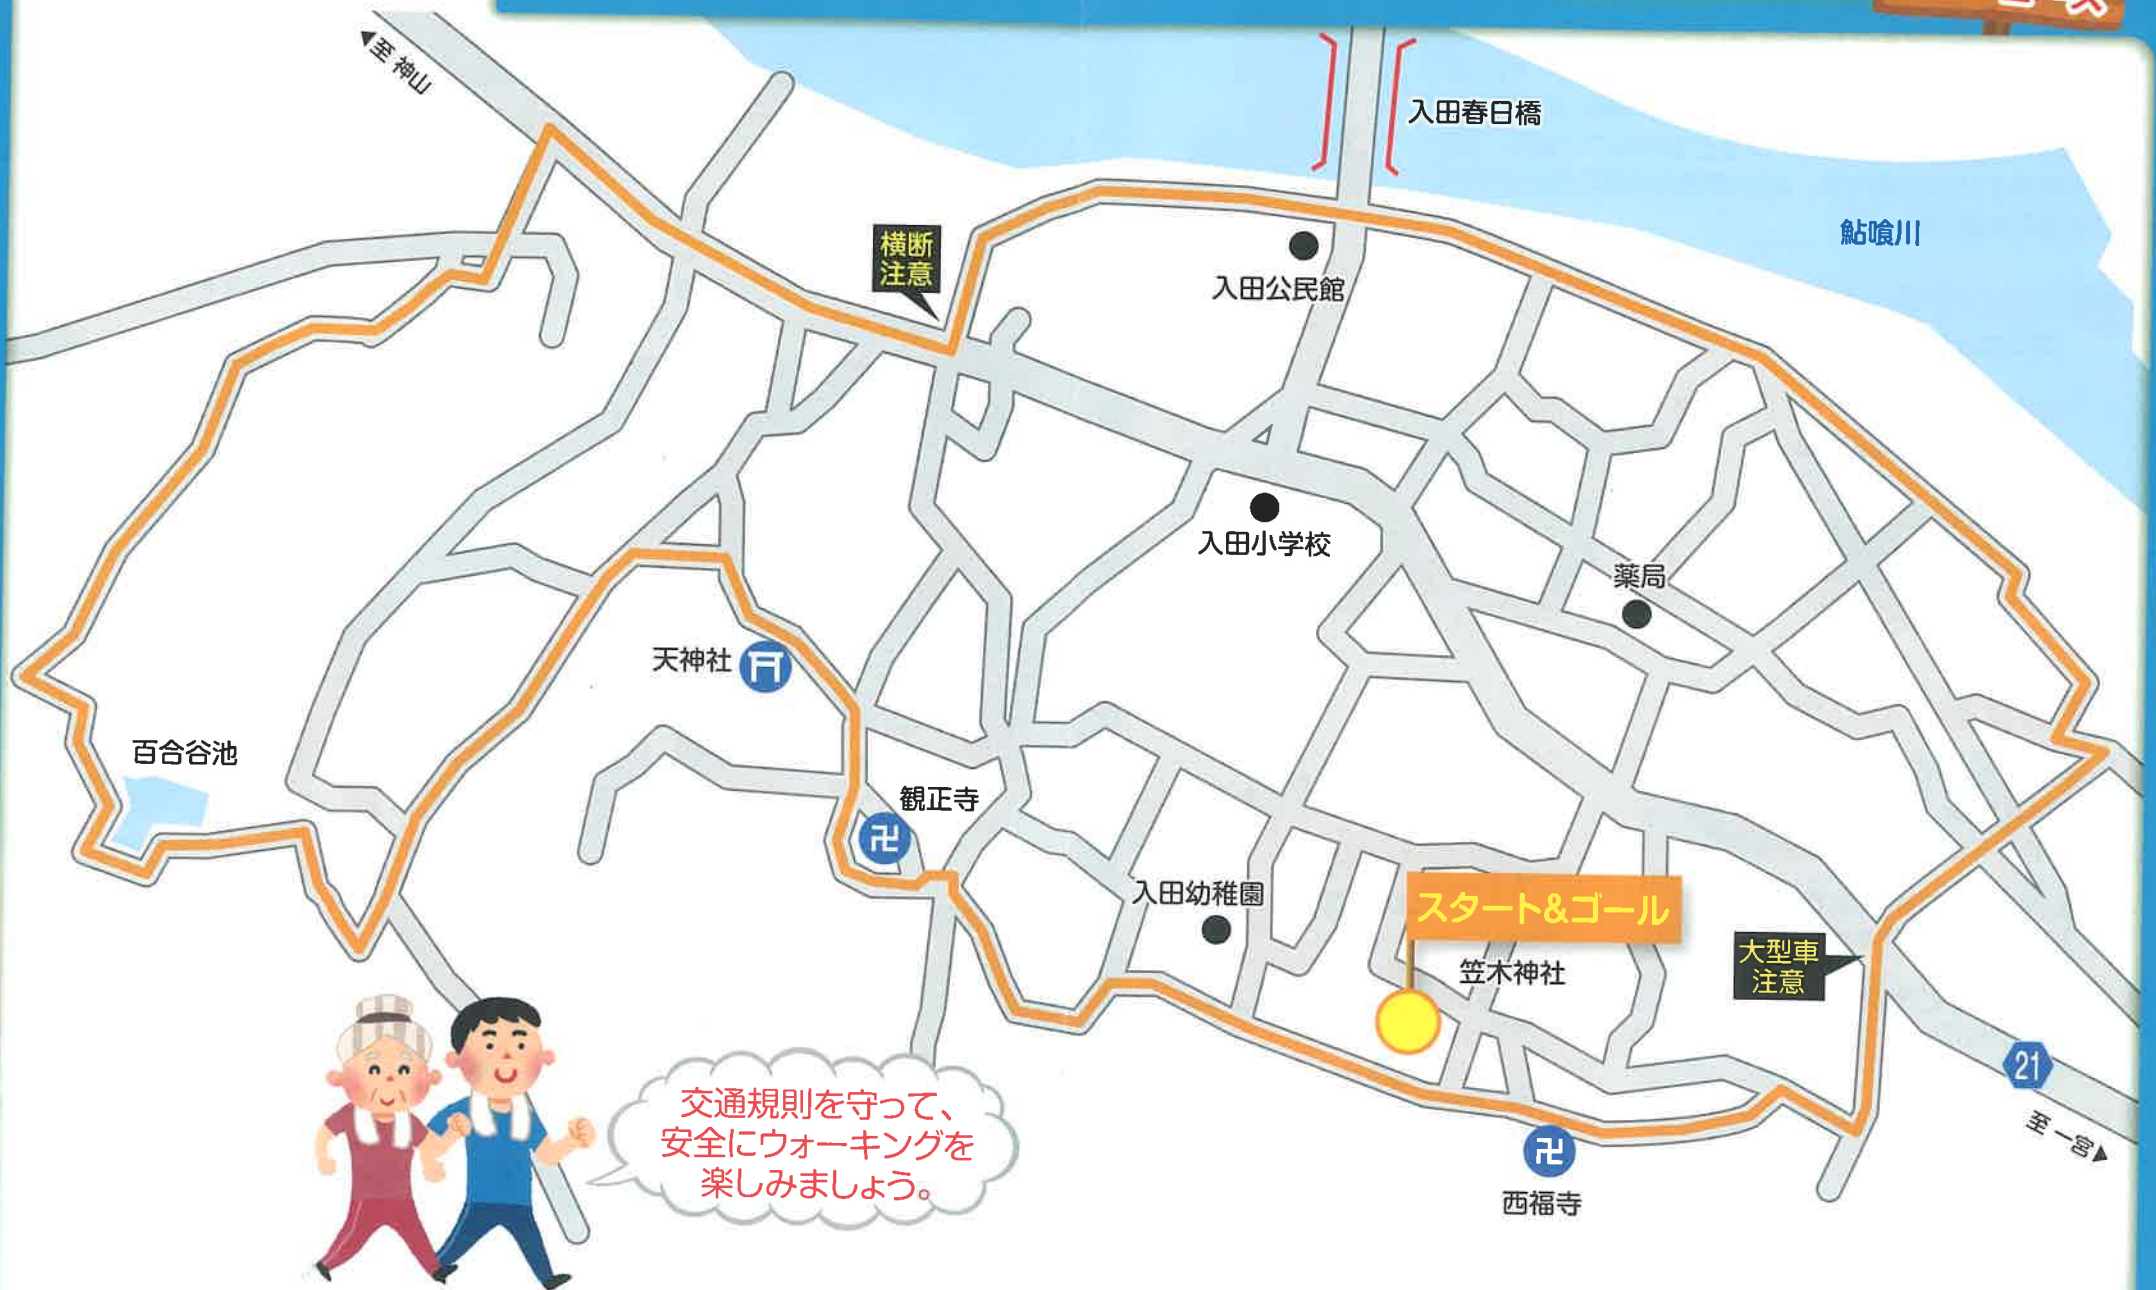 コース
◀至 神山
入田春日橋
鮎喰川
横断
注意
入田公民館
入田小学校
薬局
天神社
百合谷池
観正寺
入田幼稚園
スタート&ゴール
笠木神社
大型車
注意
21
至 一宮▶
交通規則を守って、
安全にウォーキングを
楽しみましょう。
西福寺